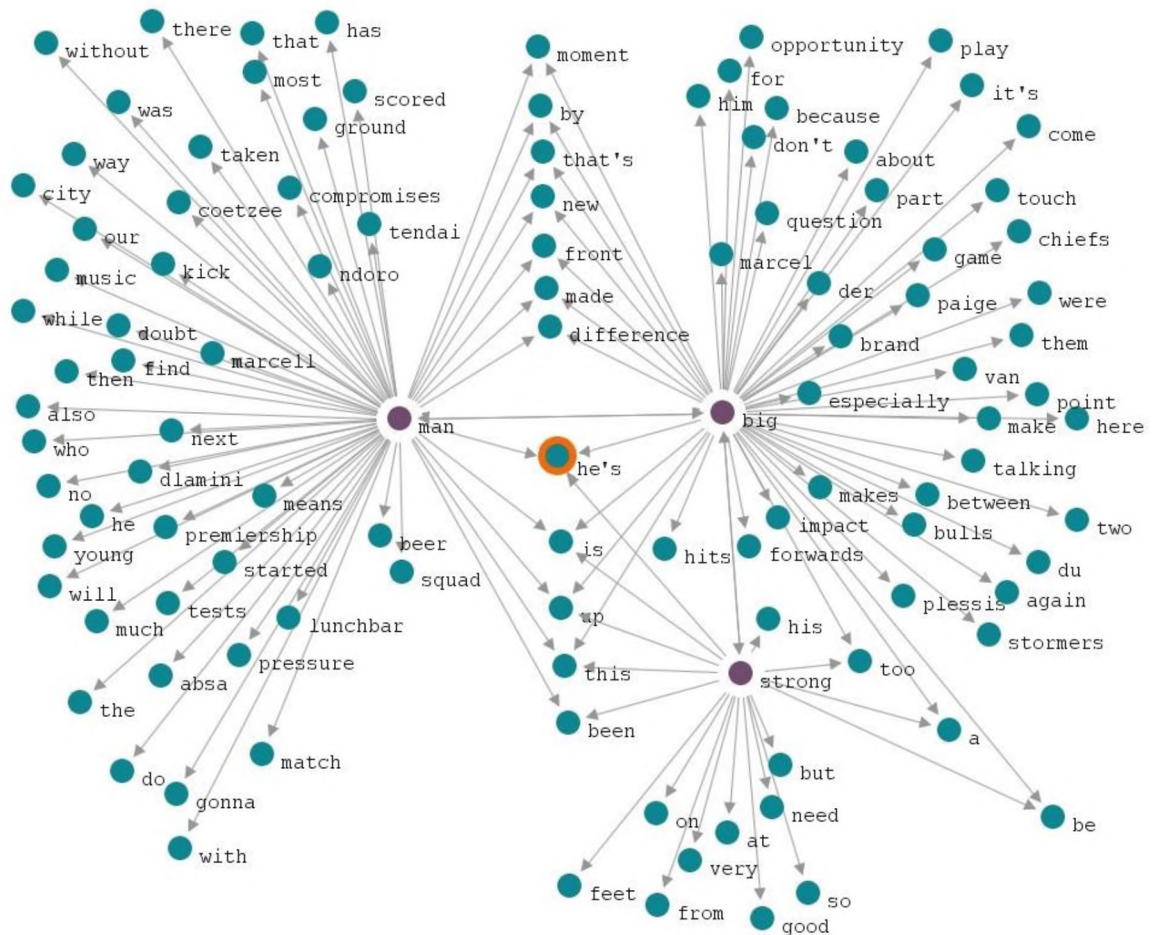 there
has
without
that
moment
opportunity
play
most
for
it's
scored
him
was
by
because
ground
come
taken
that's
don't
way
about
city
compromises
new
part
touch
coetzee
question
tendai
chiefs
our
front
marcel
game
kick
ndoro
music
made
der
paige
were
while
doubt
difference
brand
them
marcell
find
then
van
also
especially
point
man
big
make
here
who
next
he's
talking
no
dlamini
means
makes
between
he
impact
bulls
two
premiership
beer
is
hits
forwards
young
started
squad
du
will
tests
plessis
again
much
lunchbar
up
his
stormers
pressure
this
too
absa
strong
the
been
a
match
but
do
gonna
on
need
be
at
with
very
feet
so
from
good